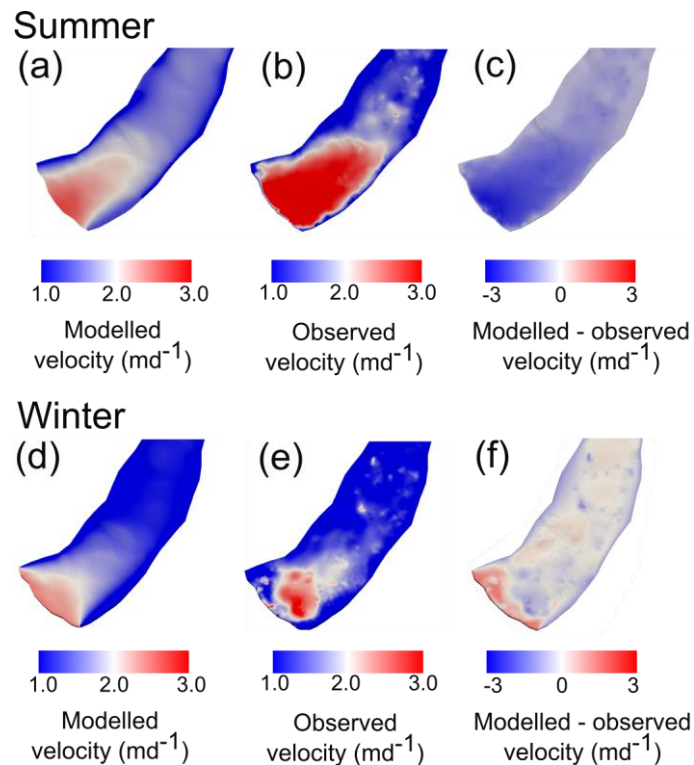 Summer
(a) (b) (c)
1.0 2.0 3.0 1.0 2.0 3.0 -3 0 3
Modelled Observed Modelled - observed
velocity (md⁻¹) velocity (md⁻¹) velocity (md⁻¹)
Winter
(d) (e) (f)
1.0 2.0 3.0 1.0 2.0 3.0 -3 0 3
Modelled Observed Modelled - observed
velocity (md⁻¹) velocity (md⁻¹) velocity (md⁻¹)